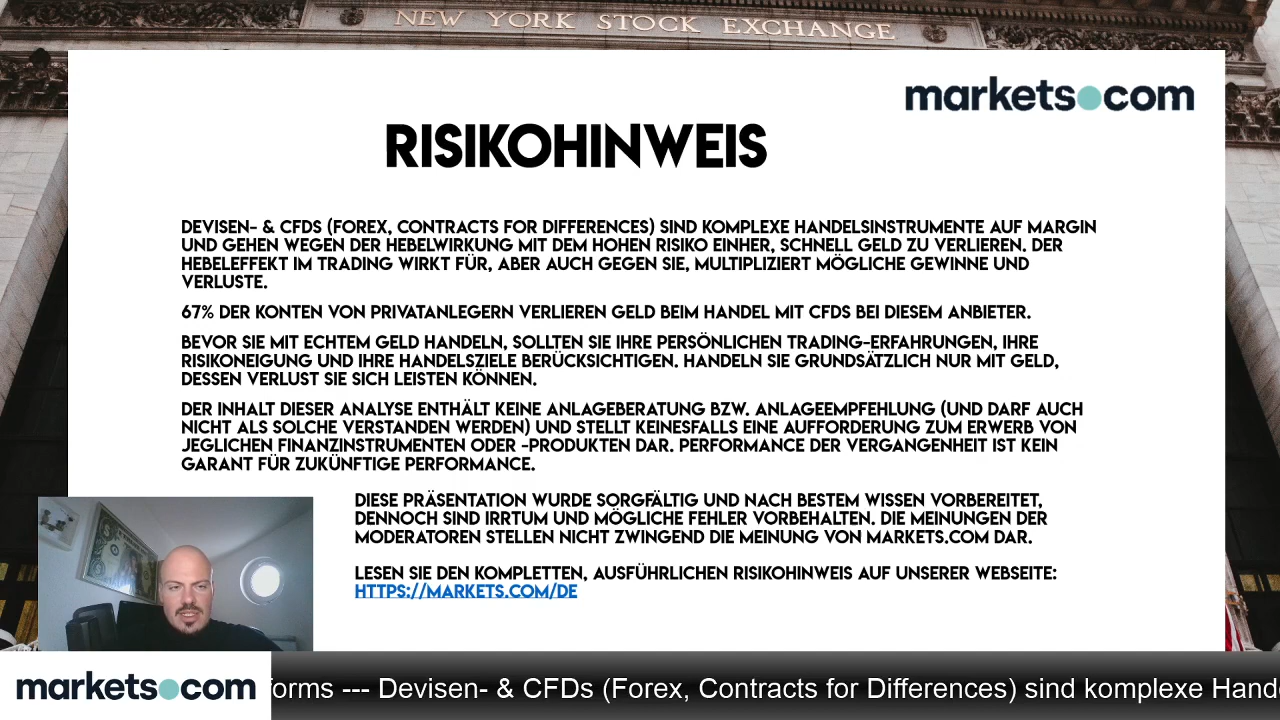 NEW YORK STOCK EXCHANGE
markets.com
RISIKOHINWEIS
DEVISEN- & CFDS (FOREX, CONTRACTS FOR DIFFERENCES) SIND KOMPLEXE HANDELSINSTRUMENTE AUF MARGIN
UND GEHEN WEGEN DER HEBELWIRKUNG MIT DEM HOHEN RISIKO EINHER, SCHNELL GELD ZU VERLIEREN. DER
HEBELEFFEKT IM TRADING WIRKT FÜR, ABER AUCH GEGEN SIE, MULTIPLIZIERT MÖGLICHE GEWINNE UND
VERLUSTE.
67% DER KONTEN VON PRIVATANLEGERN VERLIEREN GELD BEIM HANDEL MIT CFDS BEI DIESEM ANBIETER.
BEVOR SIE MIT ECHTEM GELD HANDELN, SOLLTEN SIE IHRE PERSÖNLICHEN TRADING-ERFAHRUNGEN, IHRE
RISIKONEIGUNG UND IHRE HANDELSZIELE BERÜCKSICHTIGEN. HANDELN SIE GRUNDSÄTZLICH NUR MIT GELD,
DESSEN VERLUST SIE SICH LEISTEN KÖNNEN.
DER INHALT DIESER ANALYSE ENTHÄLT KEINE ANLAGEBERATUNG BZW. ANLAGEEMPFEHLUNG (UND DARF AUCH
NICHT ALS SOLCHE VERSTANDEN WERDEN) UND STELLT KEINESFALLS EINE AUFFORDERUNG ZUM ERWERB VON
JEGLICHEN FINANZINSTRUMENTEN ODER -PRODUKTEN DAR. PERFORMANCE DER VERGANGENHEIT IST KEIN
GARANT FÜR ZUKÜNFTIGE PERFORMANCE.
DIESE PRÄSENTATION WURDE SORGFÄLTIG UND NACH BESTEM WISSEN VORBEREITET,
DENNOCH SIND IRRTUM UND MÖGLICHE FEHLER VORBEHALTEN. DIE MEINUNGEN DER
MODERATOREN STELLEN NICHT ZWINGEND DIE MEINUNG VON MARKETS.COM DAR.
LESEN SIE DEN KOMPLETTEN, AUSFÜHRLICHEN RISIKOHINWEIS AUF UNSERER WEBSEITE:
HTTPS://MARKETS.COM/DE
markets.com
forms --- Devisen- & CFDs (Forex, Contracts for Differences) sind komplexe Hand